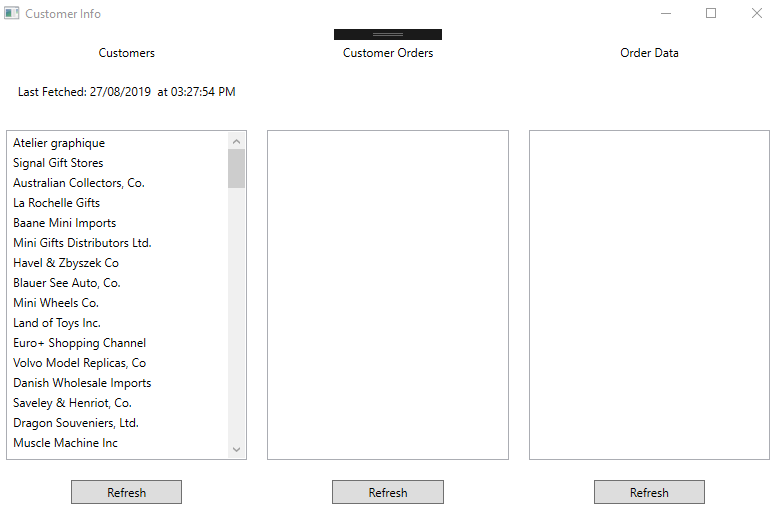 Customer Info
Customers
Customer Orders
Order Data
Last Fetched: 27/08/2019  at 03:27:54 PM
Atelier graphique
Signal Gift Stores
Australian Collectors, Co.
La Rochelle Gifts
Baane Mini Imports
Mini Gifts Distributors Ltd.
Havel & Zbyszek Co
Blauer See Auto, Co.
Mini Wheels Co.
Land of Toys Inc.
Euro+ Shopping Channel
Volvo Model Replicas, Co
Danish Wholesale Imports
Saveley & Henriot, Co.
Dragon Souveniers, Ltd.
Muscle Machine Inc
Refresh
Refresh
Refresh